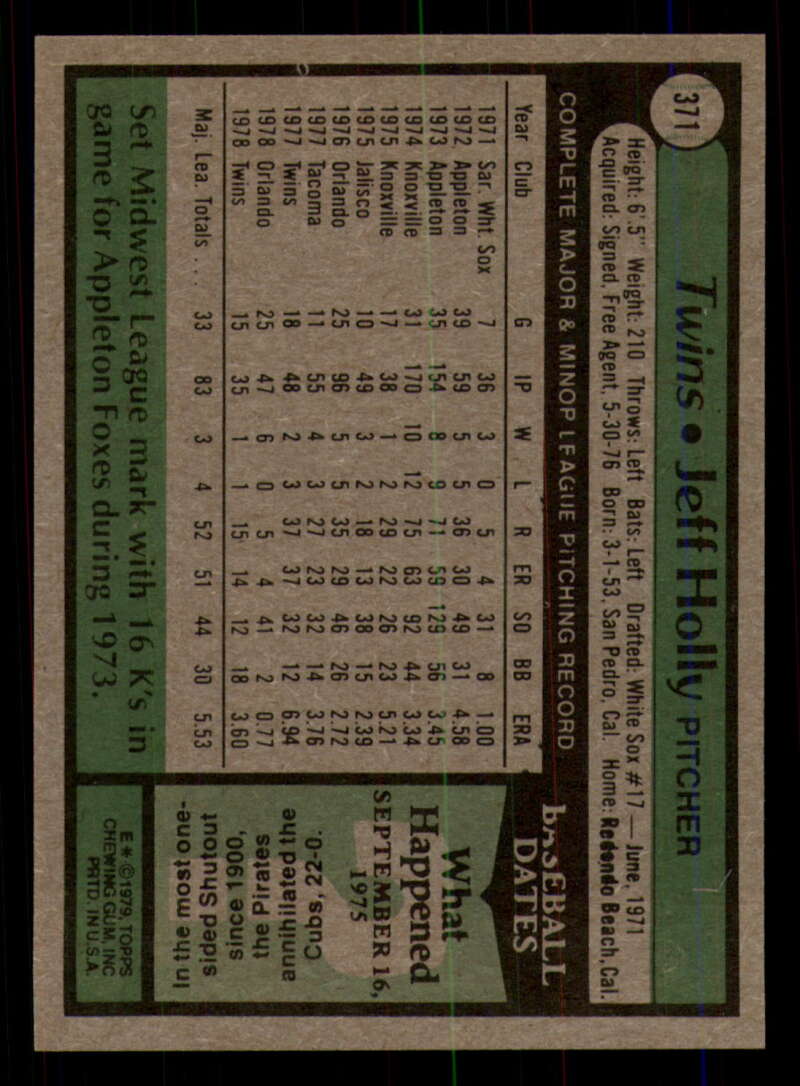 371
Twins • Jeff Holly PITCHER
Height: 6' 5" Weight: 210 Throws: Left Bats: Left Drafted: White Sox #17 — June, 1971
Acquired: Signed, Free Agent, 5-30-76 Born: 3-1-53, San Pedro, Cal. Home: Redondo Beach, Cal.
COMPLETE MAJOR & MINOR LEAGUE PITCHING RECORD
Year Club G IP W L R ER SO BB ERA
1971 Sar. Wht. Sox 7 36 3 0 5 4 31 8 1.00
1972 Appleton 39 59 5 5 36 30 49 31 4.58
1973 Appleton 35 154 8 9 71 59 129 56 3.45
1974 Knoxville 31 170 10 12 75 63 92 44 3.34
1975 Knoxville 17 38 1 2 29 22 26 23 5.21
1975 Jalisco 10 49 3 2 18 13 38 15 2.39
1976 Orlando 25 96 5 5 35 29 46 26 2.72
1977 Tacoma 11 55 4 3 27 23 32 14 3.76
1977 Twins 18 48 2 3 37 37 32 12 6.94
1978 Orlando 25 47 6 0 5 4 41 2 0.77
1978 Twins 15 35 1 1 15 14 12 18 3.60
Maj. Lea. Totals . . . 33 83 3 4 52 51 44 30 5.53
Set Midwest League mark with 16 K's in
game for Appleton Foxes during 1973.
BASEBALL
DATES
What
Happened
SEPTEMBER 16,
1975
Cubs, 22-0.
annihilated the
the Pirates
since 1900,
sided Shutout
In the most one-
E * © 1979, TOPPS
CHEWING GUM, INC
PRTD. IN U.S.A.